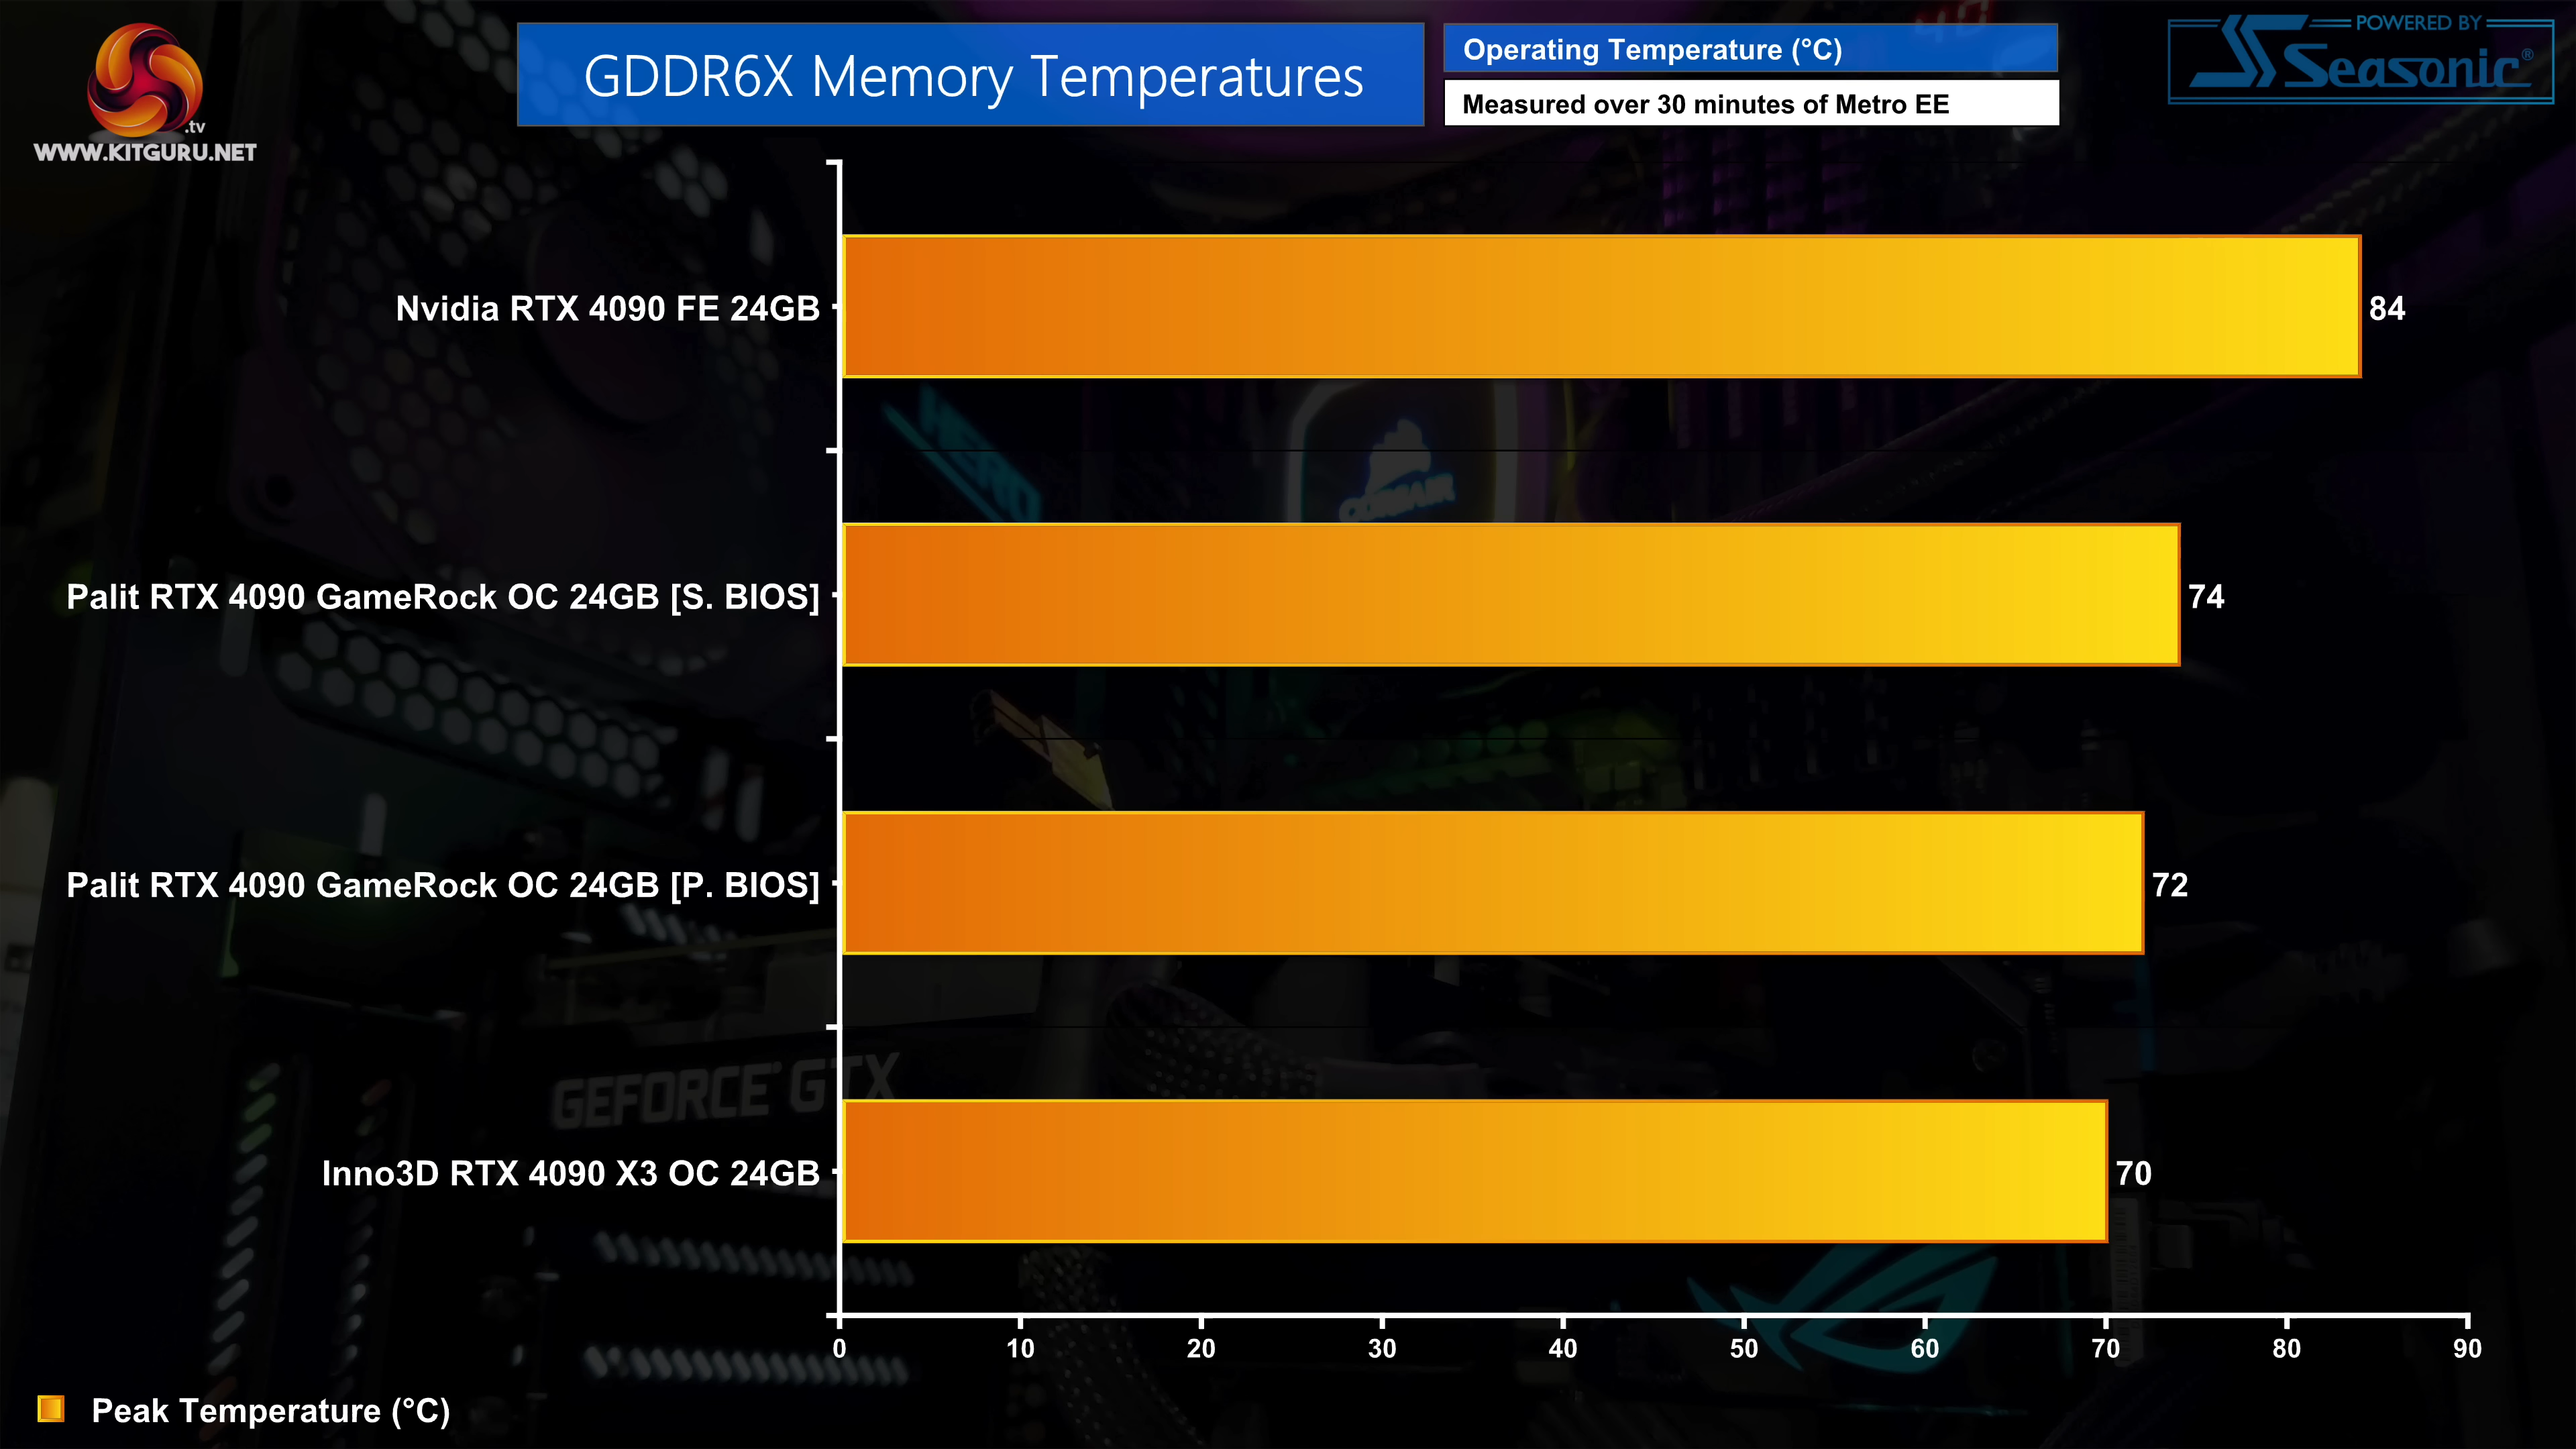 .tv
WWW.KITGURU.NET
GDDR6X Memory Temperatures
Operating Temperature (°C)
Measured over 30 minutes of Metro EE
POWERED BY
Seasonic®
Nvidia RTX 4090 FE 24GB
84
HERO
CORSAIR
Palit RTX 4090 GameRock OC 24GB [S. BIOS]
74
Palit RTX 4090 GameRock OC 24GB [P. BIOS]
72
GEFORCE GTX
Inno3D RTX 4090 X3 OC 24GB
70
0 10 20 30 40 50 60 70 80 90
Peak Temperature (°C)